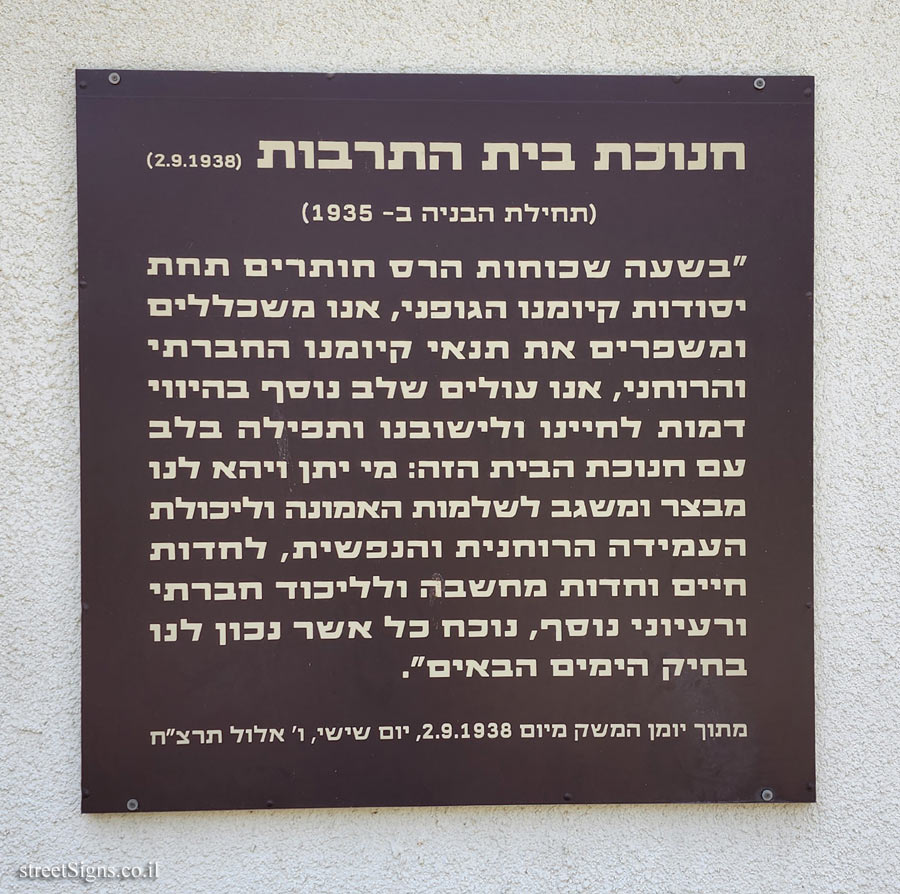 חנוכת בית התרבות (2.9.1938)
(תחילת הבניה ב- 1935)
"בשעה שכוחות הרס חותרים תחת
יסודות קיומנו הגופני, אנו משכללים
ומשפרים את תנאי קיומנו החברתי
והרוחני, אנו עולים שלב נוסף בהיווי
דמות לחיינו ולישובנו ותפילה בלב
עם חנוכת הבית הזה: מי יתן ויהא לנו
מבצר ומשגב לשלמות האמונה וליכולת
העמידה הרוחנית והנפשית, לחדות
חיים וחדות מחשבה ולליכוד חברתי
ורעיוני נוסף, נוכח כל אשר נכון לנו
בחיק הימים הבאים".
מתוך יומן המשק מיום 2.9.1938, יום שישי, ו' אלול תרצ"ח
streetSigns.co.il